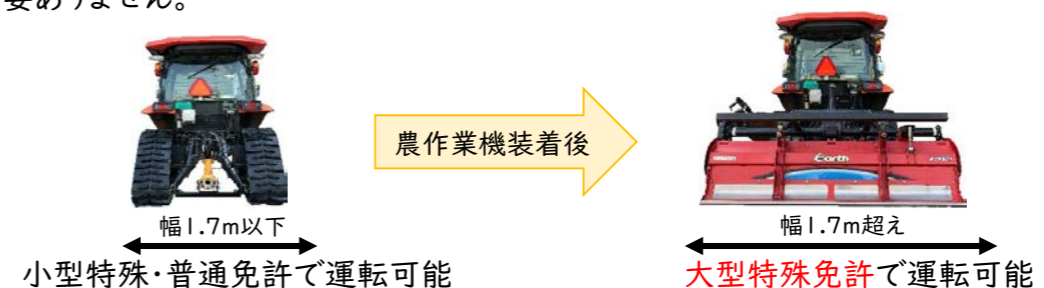 要ありません。
農作業機装着後
Earth
幅1.7m以下
幅1.7m超え
小型特殊・普通免許で運転可能
大型特殊免許で運転可能